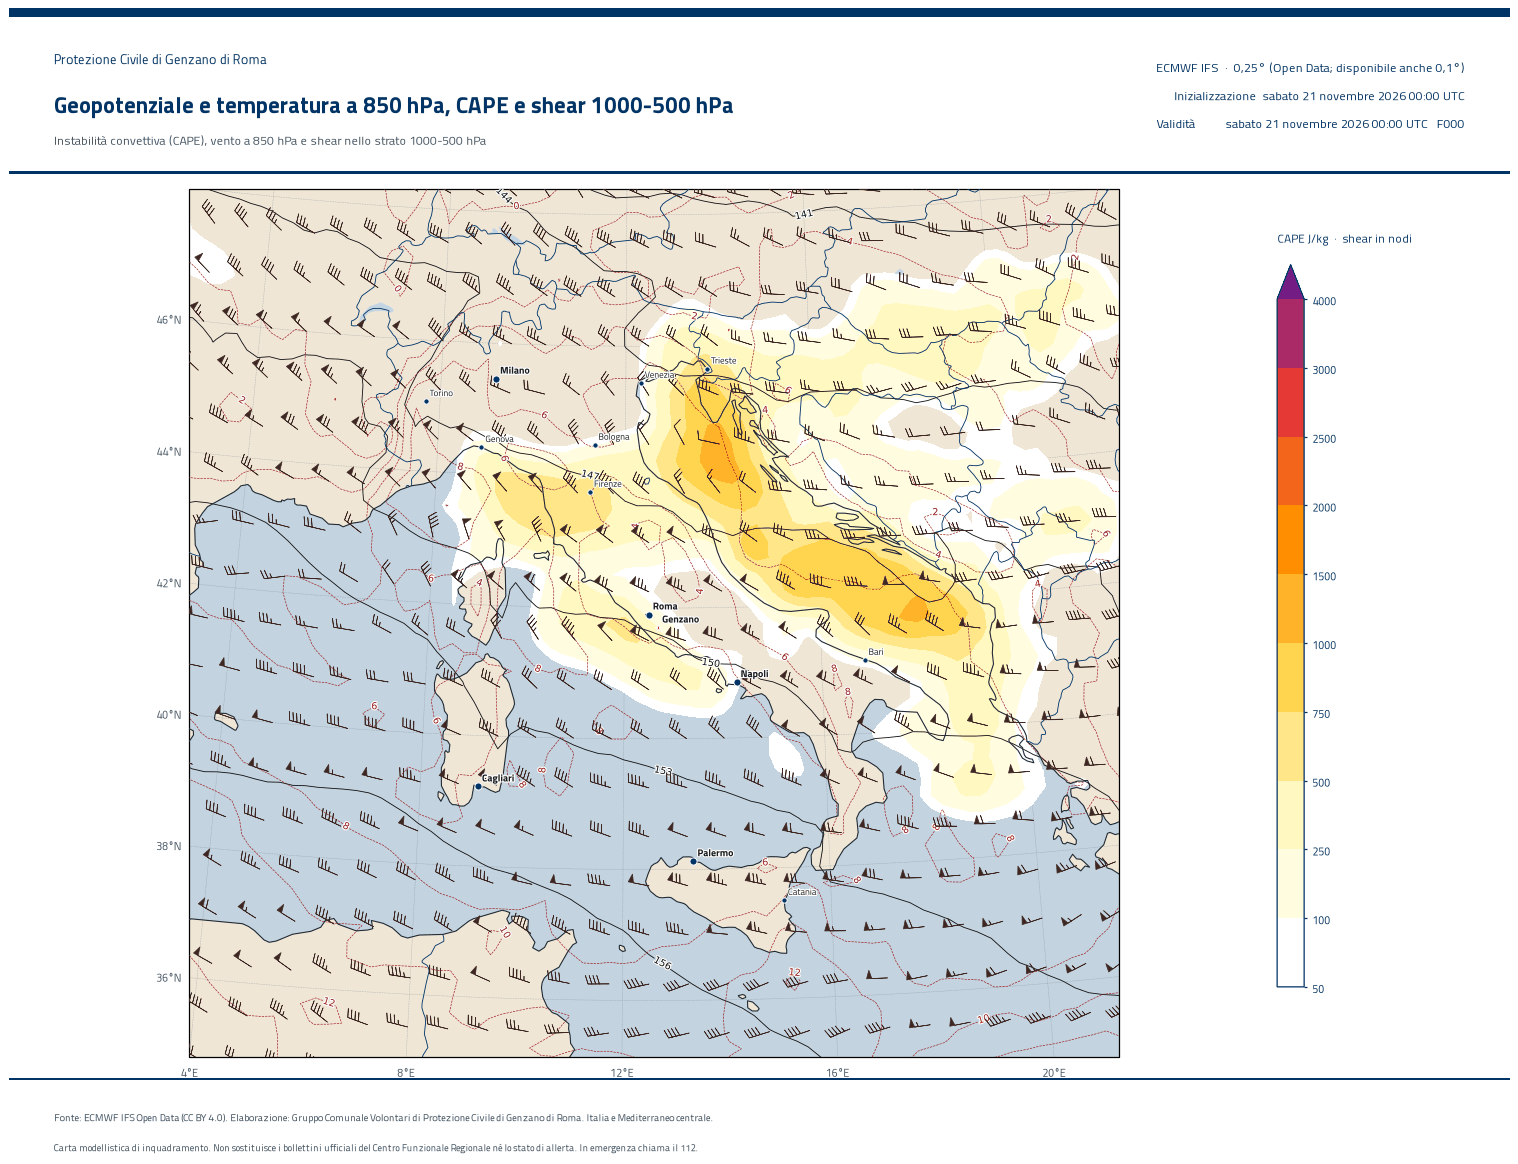 Protezione Civile di Genzano di Roma
Geopotenziale e temperatura a 850 hPa, CAPE e shear 1000-500 hPa
Instabilità convettiva (CAPE), vento a 850 hPa e shear nello strato 1000-500 hPa
ECMWF IFS · 0,25° (Open Data; disponibile anche 0,1°)
Inizializzazione sabato 21 novembre 2026 00:00 UTC
Validità sabato 21 novembre 2026 00:00 UTC F000
CAPE J/kg · shear in nodi
4000
3000
2500
2000
1500
1000
750
500
250
100
50
46°N
44°N
42°N
40°N
38°N
36°N
4°E
8°E
12°E
16°E
20°E
144
141
147
150
153
156
Trieste
Venezia
Milano
Torino
Genova
Bologna
Firenze
Roma
Genzano
Napoli
Bari
Cagliari
Palermo
Catania
Fonte: ECMWF IFS Open Data (CC BY 4.0). Elaborazione: Gruppo Comunale Volontari di Protezione Civile di Genzano di Roma. Italia e Mediterraneo centrale.
Carta modellistica di inquadramento. Non sostituisce i bollettini ufficiali del Centro Funzionale Regionale né lo stato di allerta. In emergenza chiama il 112.